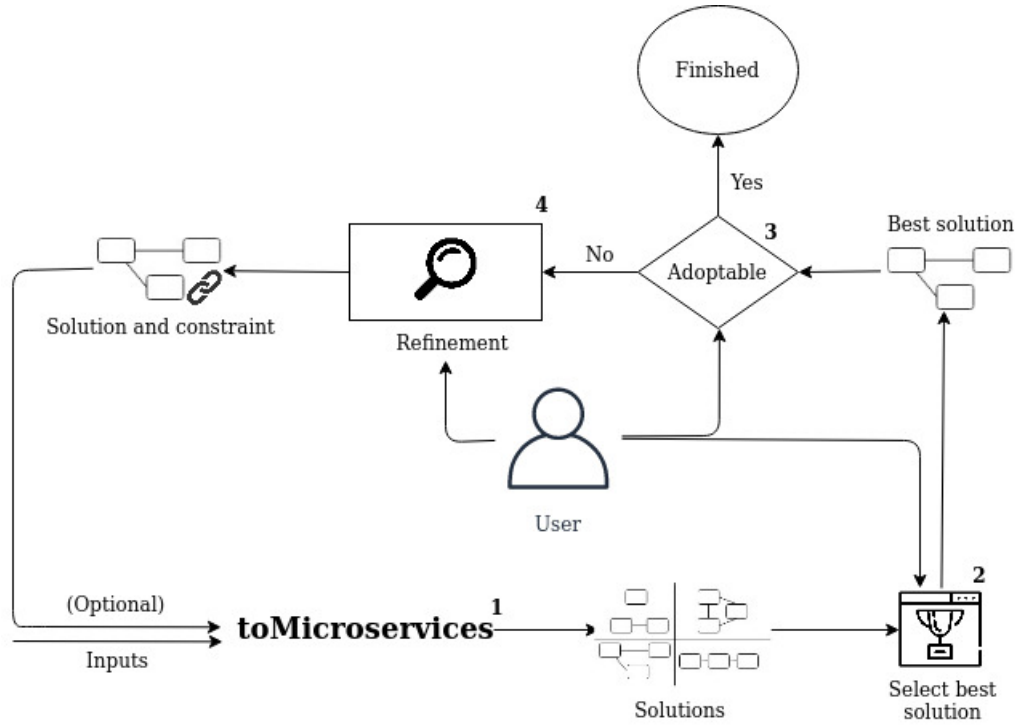 Finished
Yes
4
3
Best solution
No
Adoptable
Solution and constraint
Refinement
User
2
(Optional)
1
toMicroservices
Inputs
Select best
solution
Solutions